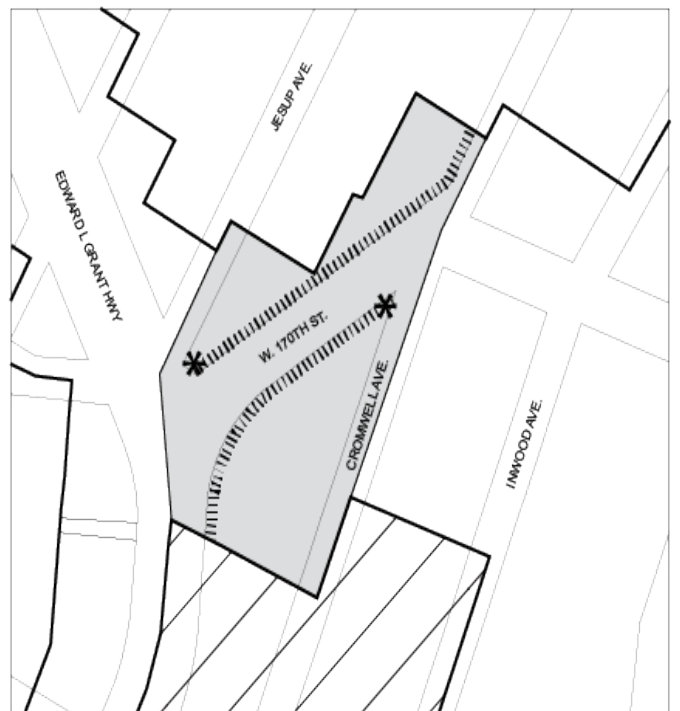 JESUP AVE.
EDWARD L GRANT HWY
W. 170TH ST.
CROMWELL AVE.
INWOOD AVE.